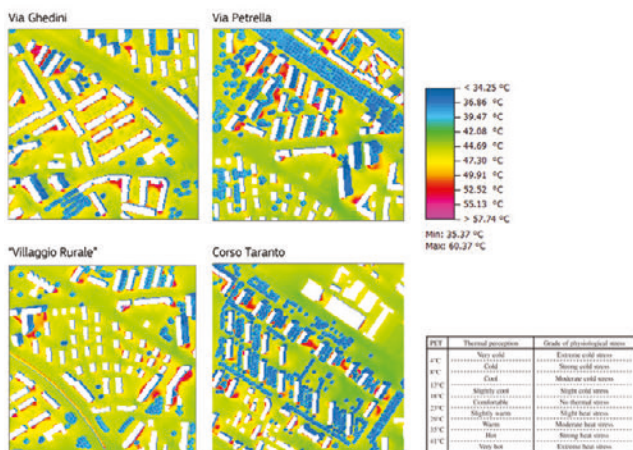 Via Ghedini
Via Petrella
< 34.25 °C
36.86 °C
39.47 °C
42.08 °C
44.69 °C
47.30 °C
49.91 °C
52.52 °C
55.13 °C
> 57.74 °C
Min: 35.37 °C
Max: 60.37 °C
"Villaggio Rurale"
Corso Taranto
PET Thermal perception Grade of physiological stress
Very cold Extreme cold stress
4°C
Cold Strong cold stress
8°C
Cool Moderate cold stress
Slightly cool Slight cold stress
18°C
Comfortable No thermal stress
23°C
Slightly warm Slight heat stress
Warm Moderate heat stress
35°C
Hot Strong heat stress
41°C
Very hot Extreme heat stress